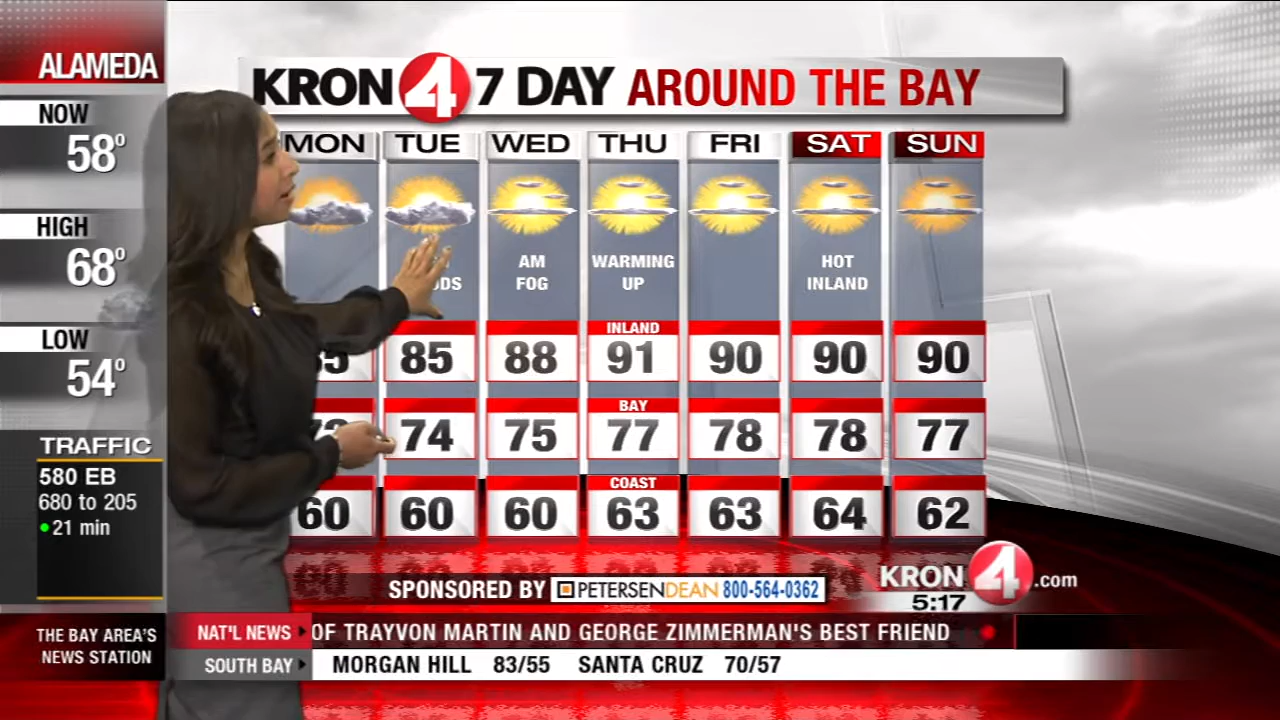 ALAMEDA
NOW
58°
HIGH
68°
LOW
54°
TRAFFIC
580 EB
680 to 205
21 min
THE BAY AREA'S
NEWS STATION
KRON 4 7 DAY AROUND THE BAY
MON TUE WED THU FRI SAT SUN
AM WARMING HOT
FOG UP INLAND
INLAND
85 88 91 90 90 90
BAY
74 75 77 78 78 77
COAST
60 60 60 63 63 64 62
SPONSORED BY PETERSENDEAN 800-564-0362
KRON 4 .com
5:17
NAT'L NEWS OF TRAYVON MARTIN AND GEORGE ZIMMERMAN'S BEST FRIEND
SOUTH BAY MORGAN HILL 83/55 SANTA CRUZ 70/57